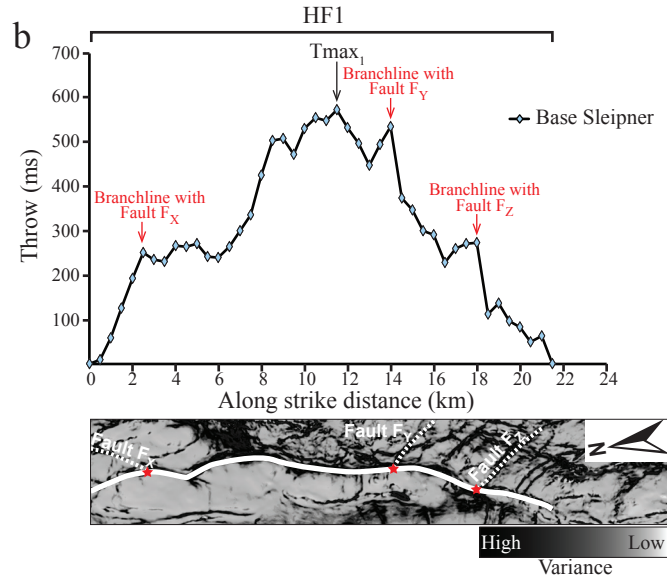 HF1
b
700
600
500
400
300
200
100
Throw (ms)
Tmax1
Branchline with
Fault FY
Base Sleipner
Branchline with
Fault FX
Branchline with
Fault FZ
0 2 4 6 8 10 12 14 16 18 20 22 24
Along strike distance (km)
Fault FX
Fault FY
Fault FZ
N
High Low
Variance